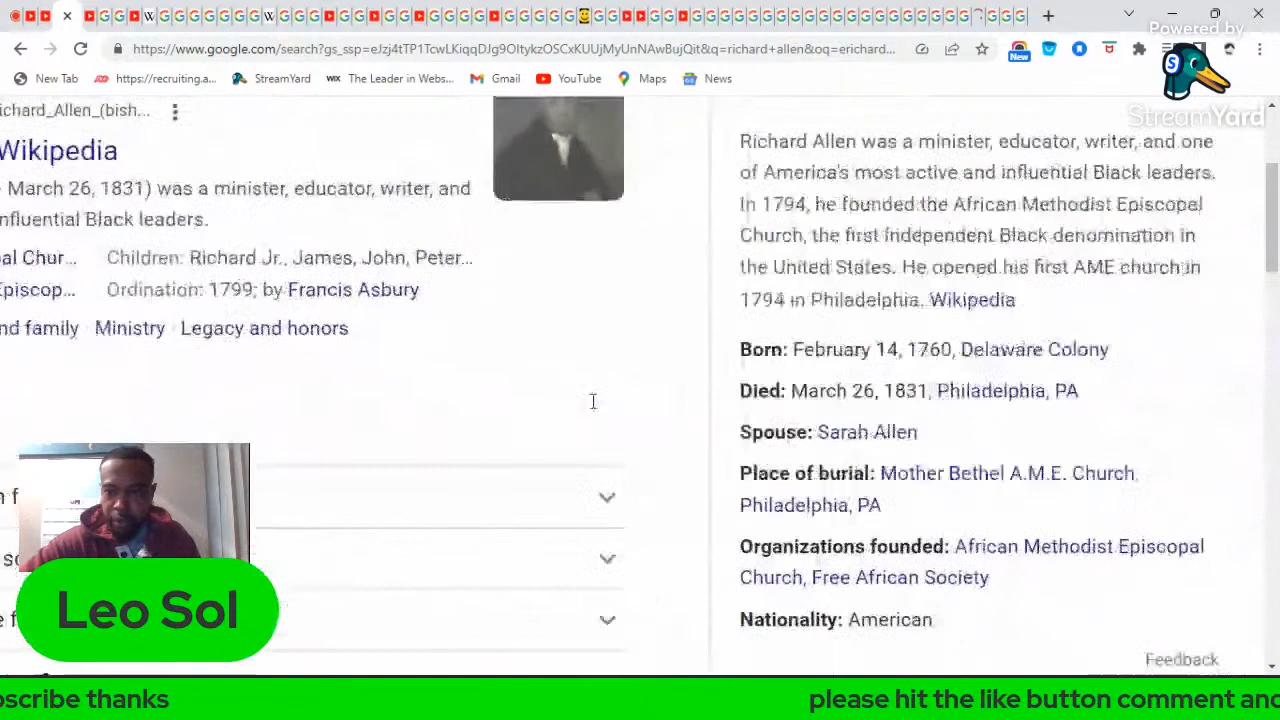 Powered by
StreamYard
https://www.google.com/search?gs_ssp=eJzj4tTP1TcwLKiqqDJg9OItykzOSCxKUUjMyUnNAwBujQit&q=richard+allen&oq=erichard...
New
New Tab
https://recruiting.a...
StreamYard
WIX
The Leader in Webs...
Gmail
YouTube
Maps
News
ichard_Allen_(bish...
Wikipedia
- March 26, 1831) was a minister, educator, writer, and
nfluential Black leaders.
al Chur...
Children: Richard Jr., James, John, Peter...
Episcop...
Ordination: 1799; by Francis Asbury
nd family
Ministry
Legacy and honors
Richard Allen was a minister, educator, writer, and one
of America's most active and influential Black leaders.
In 1794, he founded the African Methodist Episcopal
Church, the first independent Black denomination in
the United States. He opened his first AME church in
1794 in Philadelphia. Wikipedia
Born: February 14, 1760, Delaware Colony
Died: March 26, 1831, Philadelphia, PA
Spouse: Sarah Allen
Place of burial: Mother Bethel A.M.E. Church,
Philadelphia, PA
Organizations founded: African Methodist Episcopal
Church, Free African Society
Nationality: American
Feedback
Leo Sol
oscribe thanks
please hit the like button comment and